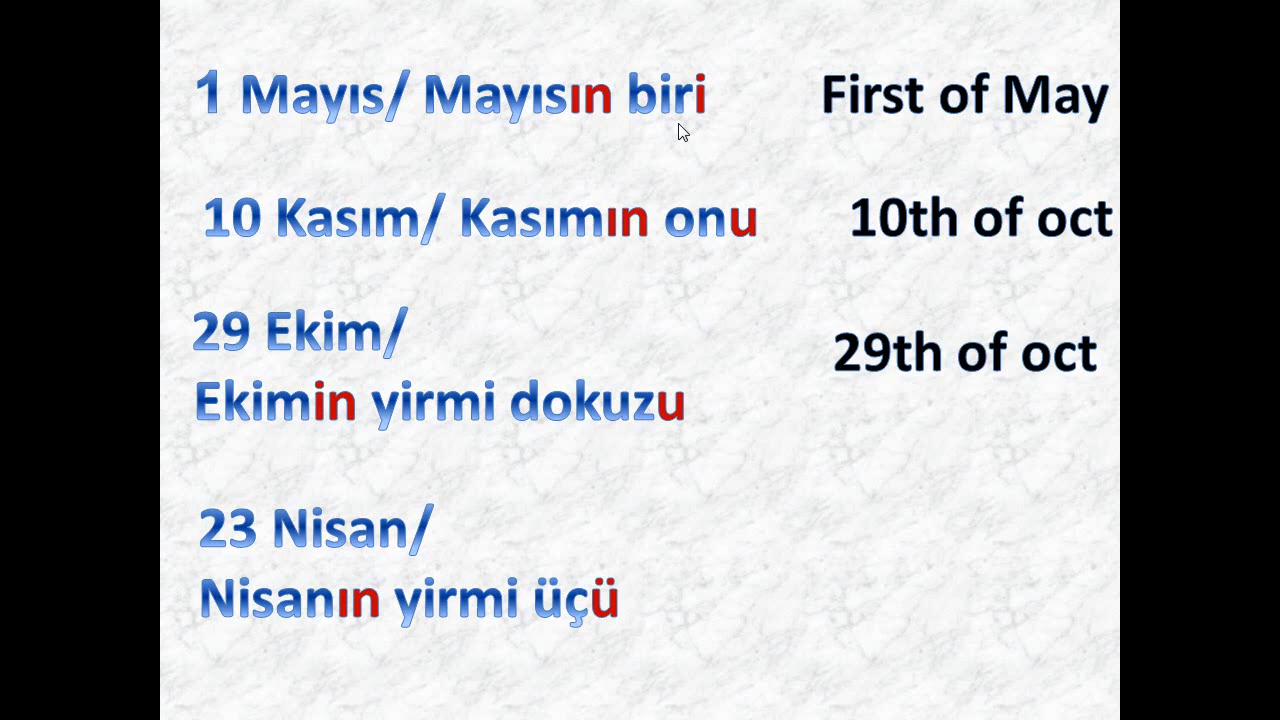 1 Mayıs/ Mayısın biri First of May
10 Kasım/ Kasımın onu 10th of oct
29 Ekim/
29th of oct
Ekimin yirmi dokuzu
23 Nisan/
Nisanın yirmi üçü